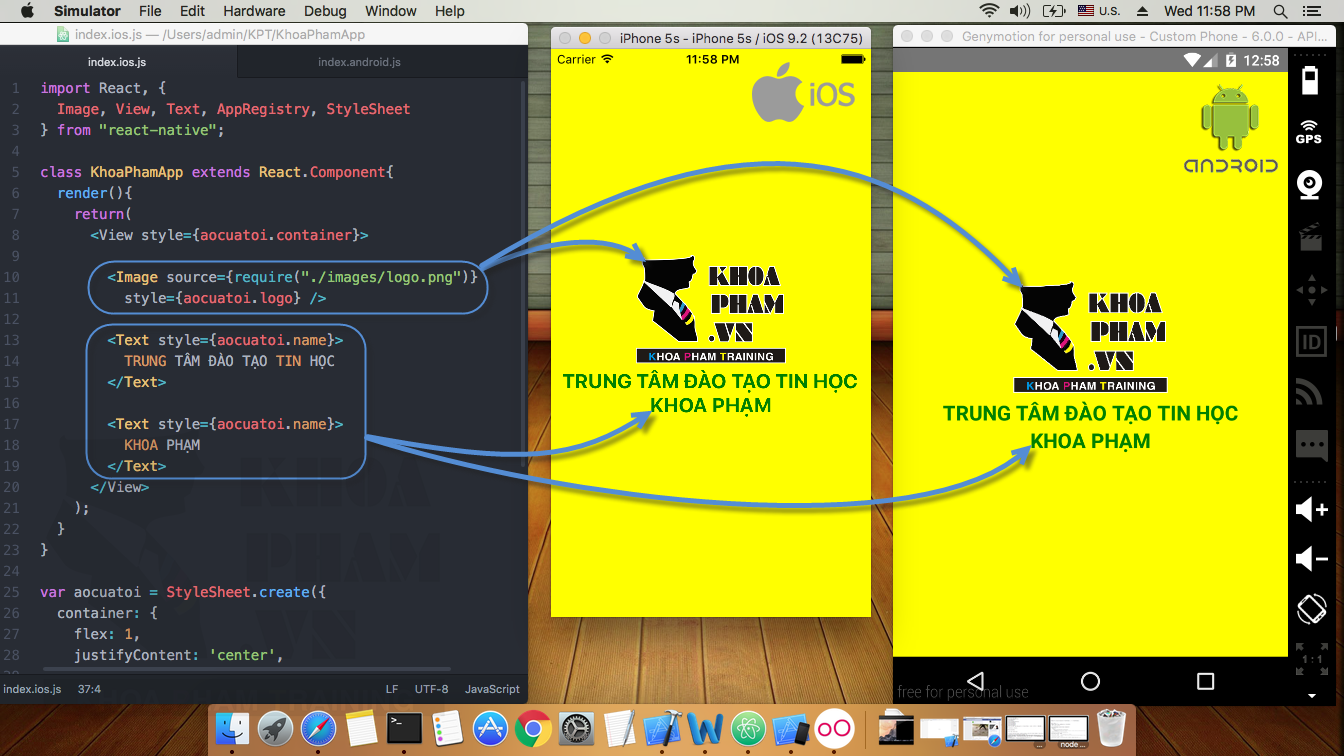 Simulator File Edit Hardware Debug Window Help
U.S. Wed 11:58 PM
index.ios.js — /Users/admin/KPT/KhoaPhamApp
index.ios.js index.android.js
1 import React, {
2 Image, View, Text, AppRegistry, StyleSheet
3 } from "react-native";
4
5 class KhoaPhamApp extends React.Component{
6 render(){
7 return(
8 <View style={aocuatoi.container}>
9
10 <Image source={require("./images/logo.png")}
11 style={aocuatoi.logo} />
12
13 <Text style={aocuatoi.name}>
14 TRUNG TÂM ĐÀO TẠO TIN HỌC
15 </Text>
16
17 <Text style={aocuatoi.name}>
18 KHOA PHẠM
19 </Text>
20 </View>
21 );
22 }
23 }
24
25 var aocuatoi = StyleSheet.create({
26 container: {
27 flex: 1,
28 justifyContent: 'center',
index.ios.js 37:4 LF UTF-8 JavaScript
KHOA
PHAM
.VN
iPhone 5s - iPhone 5s / iOS 9.2 (13C75)
Carrier 11:58 PM
iOS
KHOA
PHAM
.VN
KHOA PHAM TRAINING
TRUNG TÂM ĐÀO TẠO TIN HỌC
KHOA PHẠM
Genymotion for personal use - Custom Phone - 6.0.0 - API...
12:58
ANDROID
KHOA
PHAM
.VN
KHOA PHAM TRAINING
TRUNG TÂM ĐÀO TẠO TIN HỌC
KHOA PHẠM
free for personal use
GPS
ID
1:1
node ...